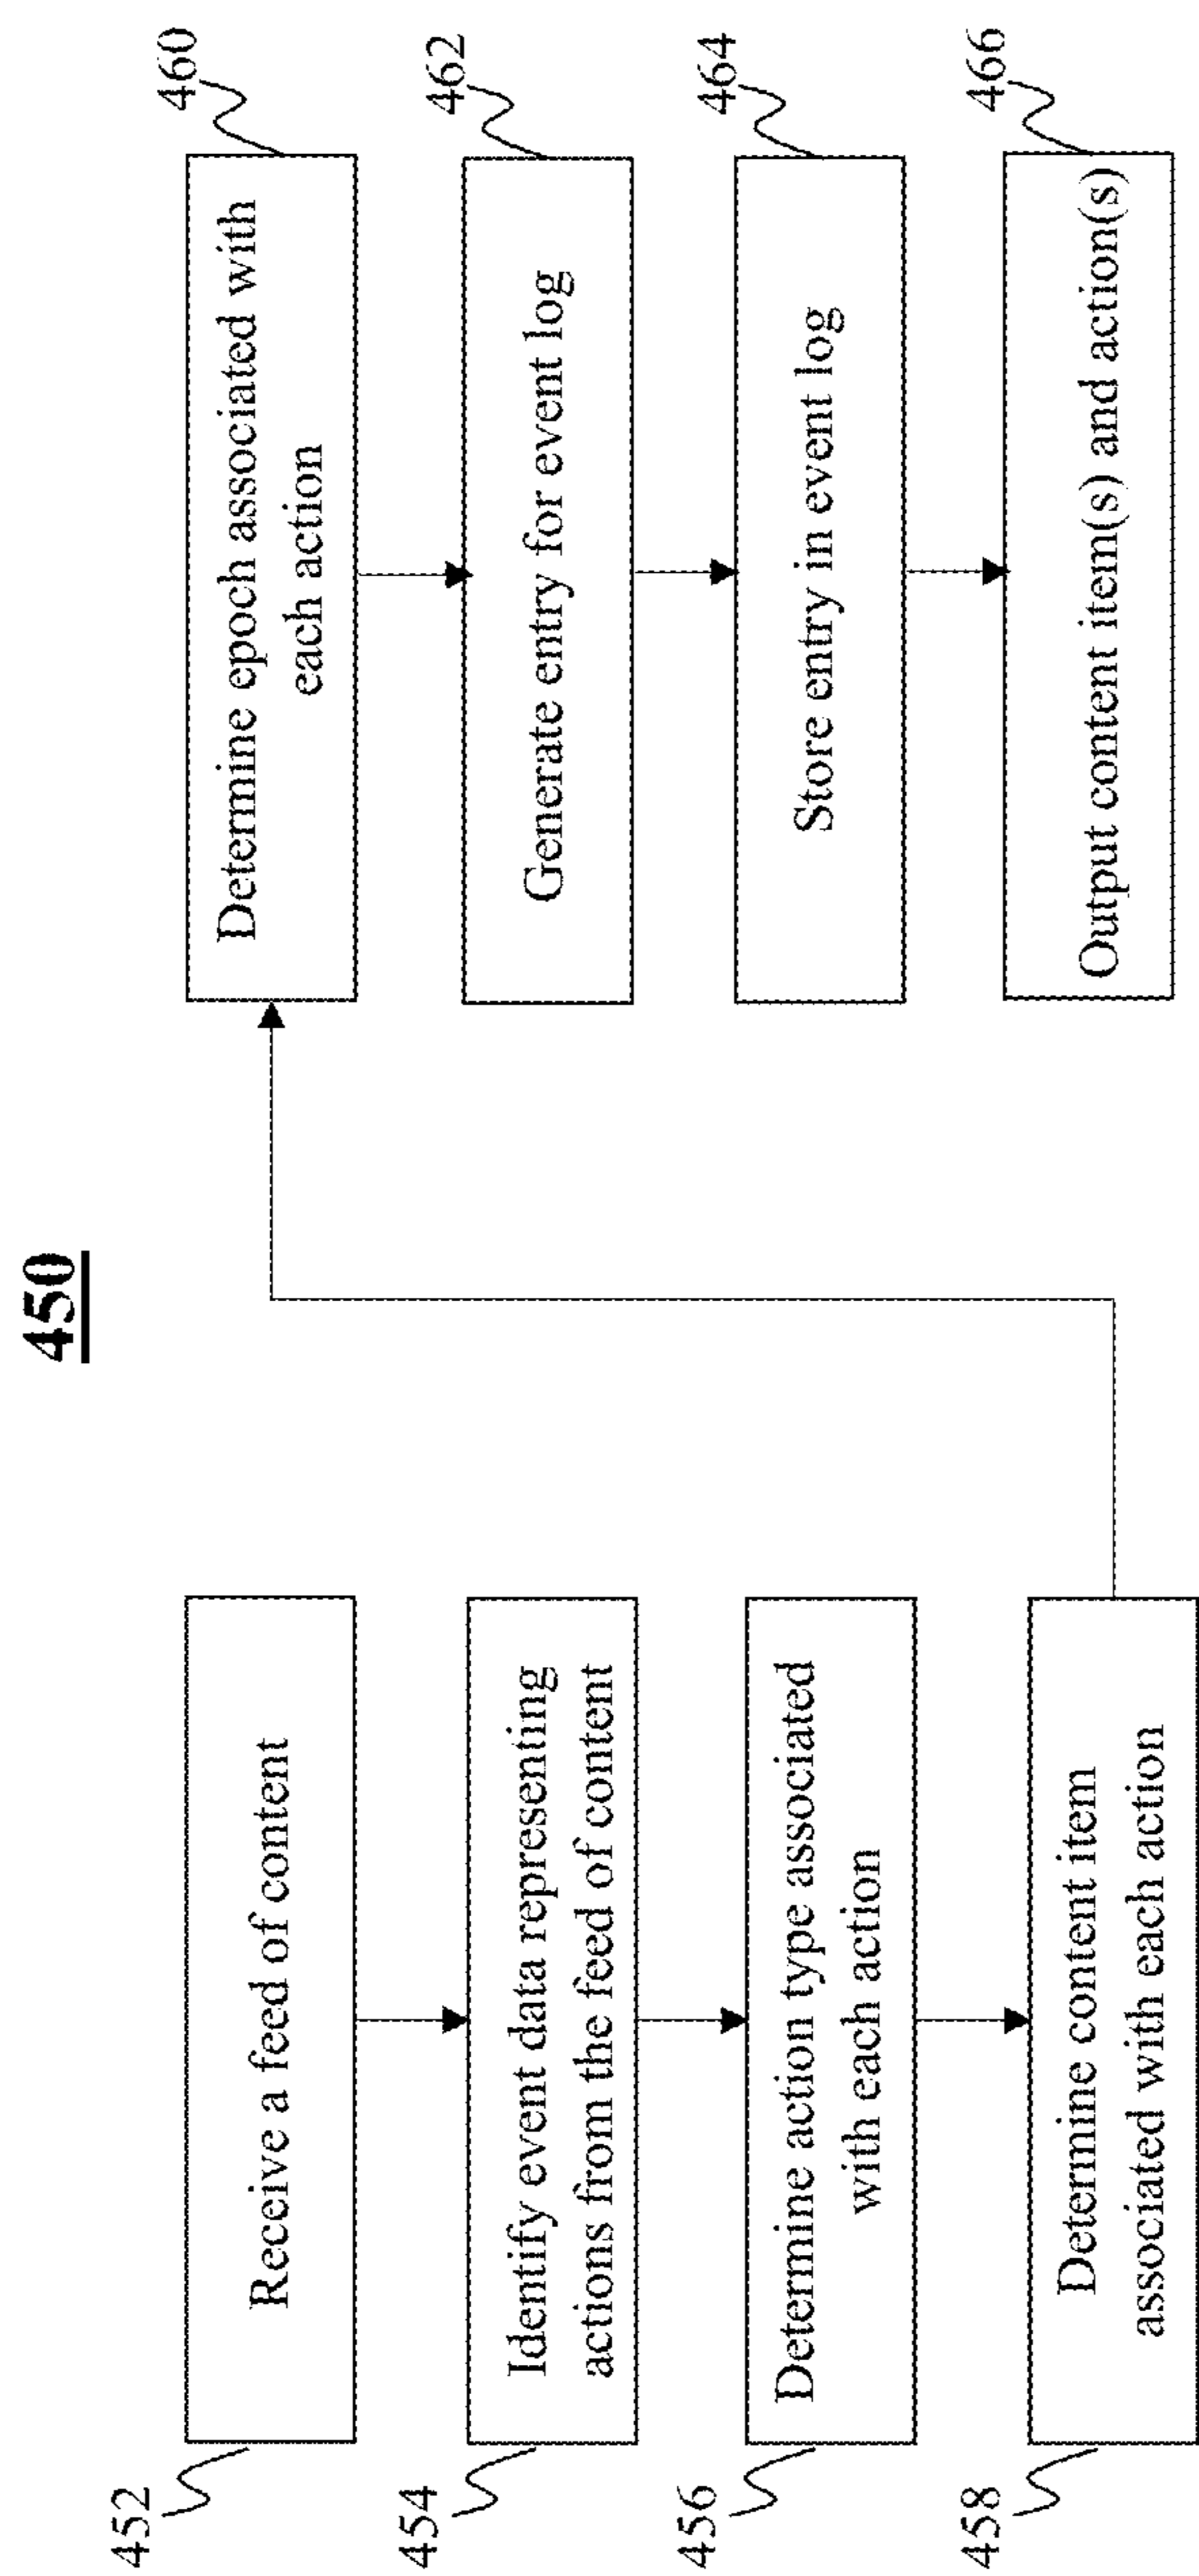 450
452
Receive a feed of content
454
Identify event data representing
actions from the feed of content
456
Determine action type associated
with each action
458
Determine content item
associated with each action
460
Determine epoch associated with
each action
462
Generate entry for event log
464
Store entry in event log
466
Output content item(s) and action(s)